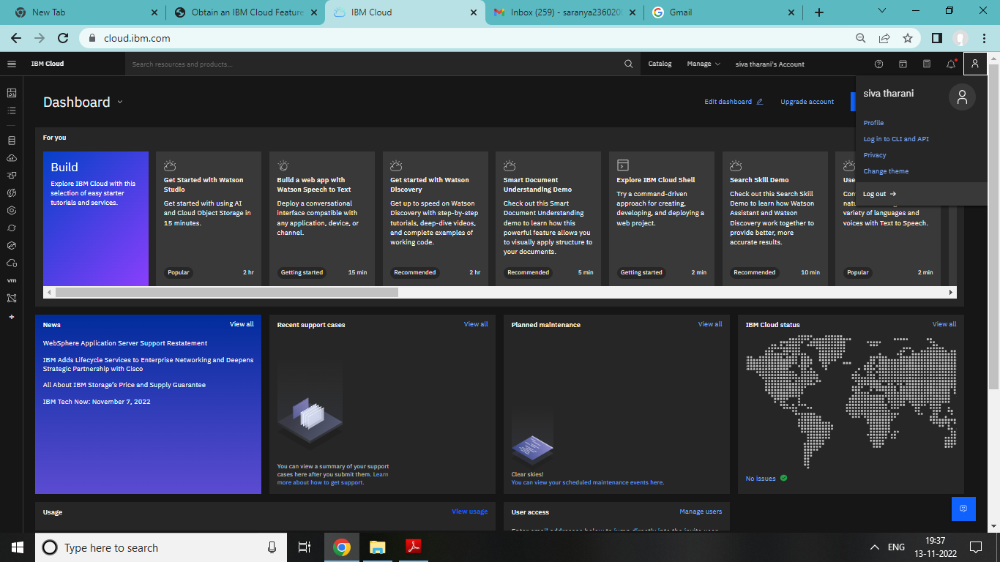 New Tab
Obtain an IBM Cloud Feature
IBM Cloud
Inbox (259) - saranya236020
Gmail
cloud.ibm.com
IBM Cloud
Search resources and products...
Catalog
Manage
siva tharani's Account
Dashboard
Edit dashboard
Upgrade account
siva tharani
Profile
Log in to CLI and API
Privacy
Change theme
Log out
For you
Build
Explore IBM Cloud with this
selection of easy starter
tutorials and services.
Get Started with Watson
Studio
Get started with using AI
and Cloud Object Storage in
15 minutes.
Popular
2 hr
Build a web app with
Watson Speech to Text
Deploy a conversational
interface compatible with
any application, device, or
channel.
Getting started
15 min
Get started with Watson
Discovery
Get up to speed on Watson
Discovery with step-by-step
tutorials, deep-dive videos,
and complete examples of
working code.
Recommended
2 hr
Smart Document
Understanding Demo
Check out this Smart
Document Understanding
demo to learn how this
powerful feature allows you
to visually apply structure to
your documents.
Recommended
5 min
Explore IBM Cloud Shell
Try a command-driven
approach for creating,
developing, and deploying a
web project.
Getting started
2 min
Search Skill Demo
Check out this Search Skill
Demo to learn how Watson
Assistant and Watson
Discovery work together to
provide better, more
accurate results.
Recommended
10 min
Use
variety of languages and
voices with Text to Speech.
Popular
2 min
vm
News
View all
WebSphere Application Server Support Restatement
IBM Adds Lifecycle Services to Enterprise Networking and Deepens
Strategic Partnership with Cisco
All About IBM Storage's Price and Supply Guarantee
IBM Tech Now: November 7, 2022
Recent support cases
View all
You can view a summary of your support
cases here after you submit them. Learn
more about how to get support.
Planned maintenance
View all
Clear skies!
You can view your scheduled maintenance events here.
IBM Cloud status
View all
No issues
Usage
View usage
User access
Manage users
Enter email addresses below to jump directly into the invite user
Type here to search
ENG
19:37
13-11-2022